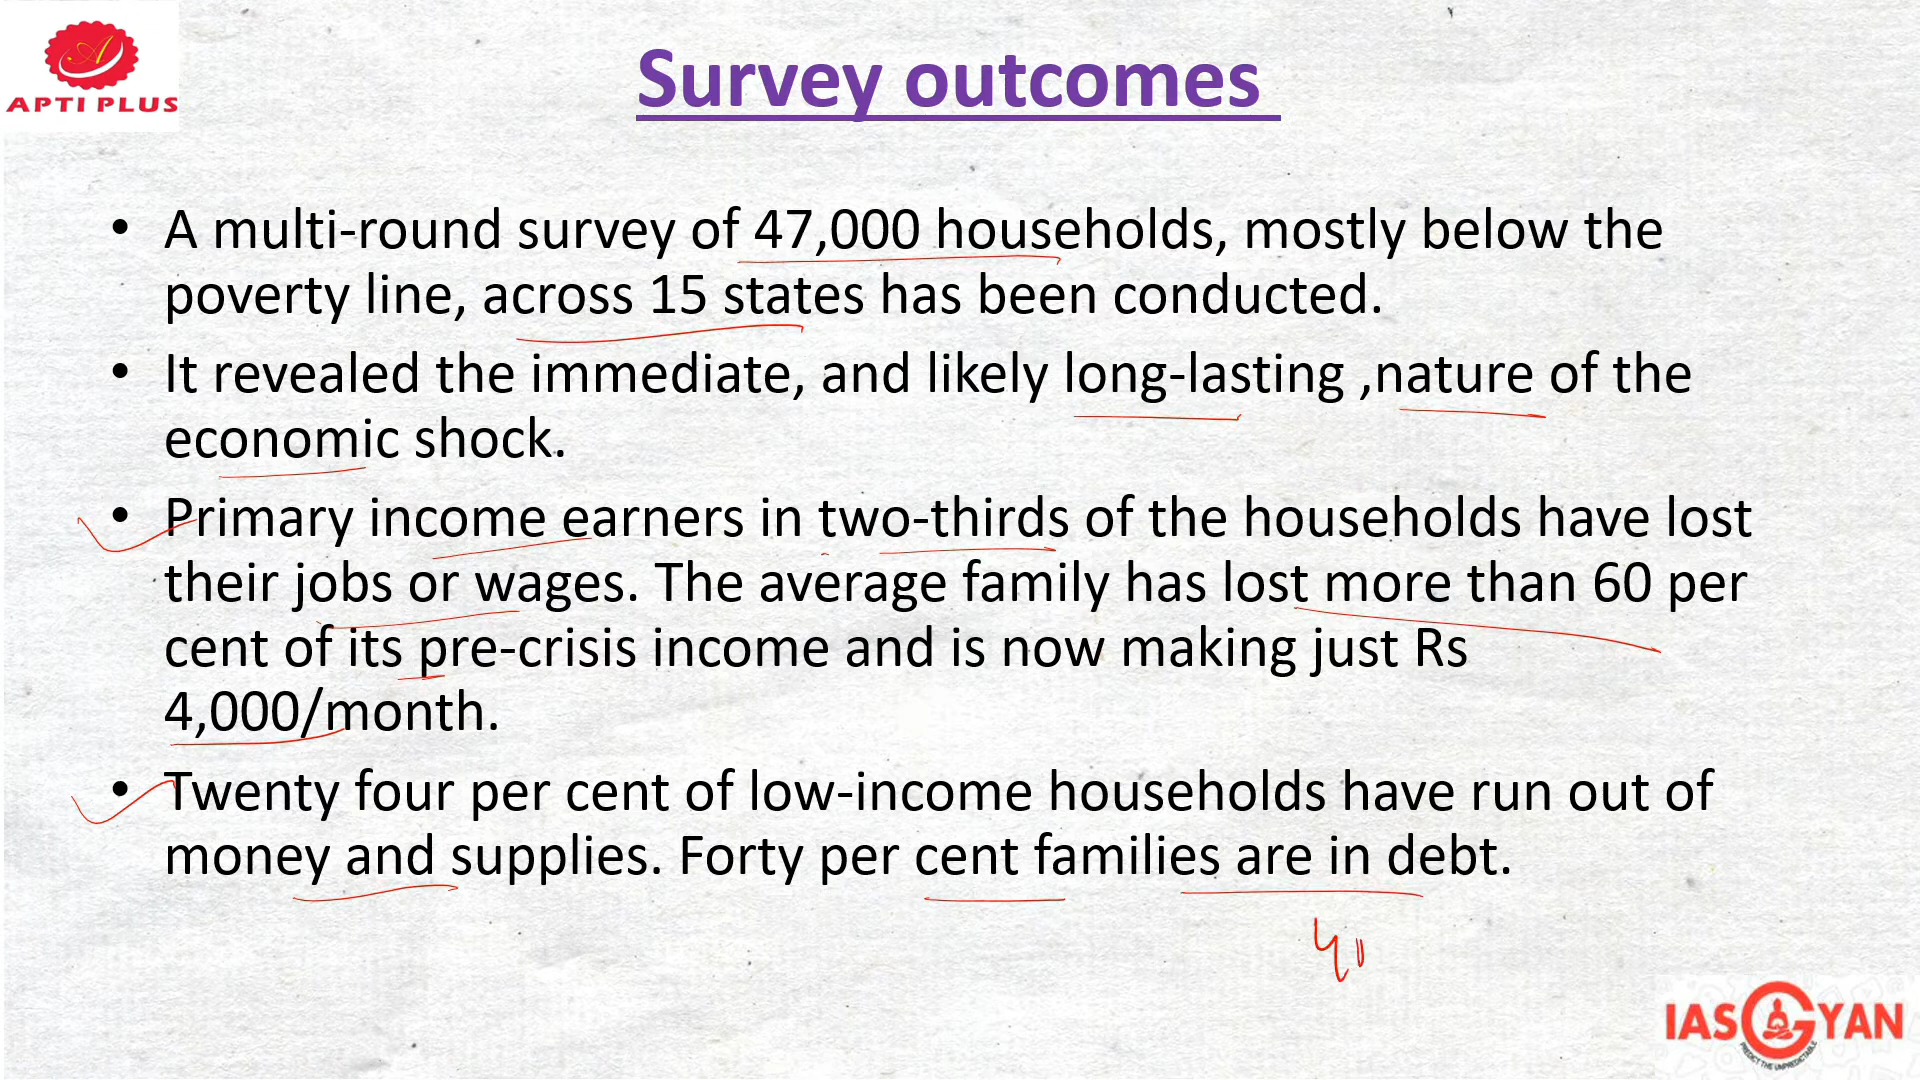 APTI PLUS
Survey outcomes
• A multi-round survey of 47,000 households, mostly below the
poverty line, across 15 states has been conducted.
• It revealed the immediate, and likely long-lasting ,nature of the
economic shock.
• Primary income earners in two-thirds of the households have lost
their jobs or wages. The average family has lost more than 60 per
cent of its pre-crisis income and is now making just Rs
4,000/month.
• Twenty four per cent of low-income households have run out of
money and supplies. Forty per cent families are in debt.
40
IAS GYAN
PREDICT THE UNPREDICTABLE